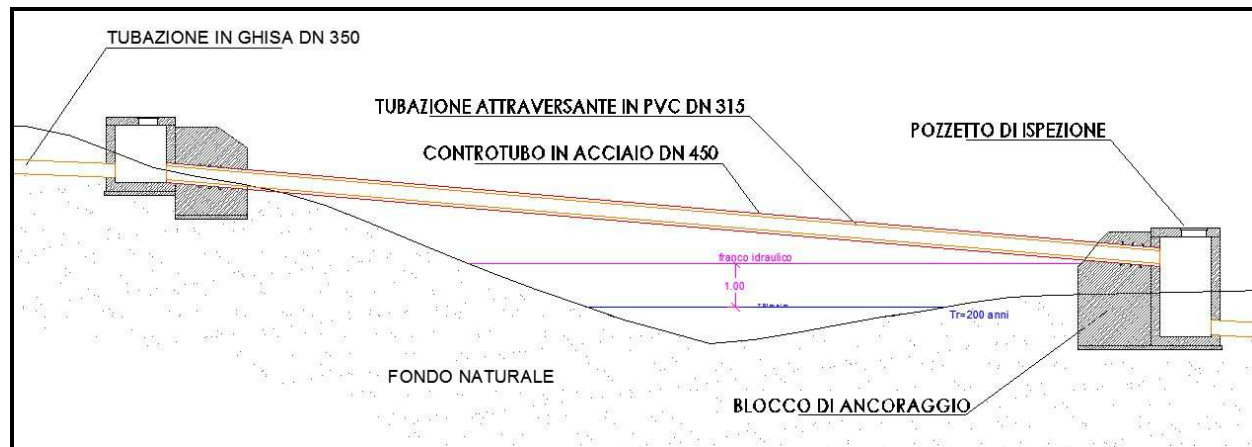 TUBAZIONE IN GHISA DN 350
TUBAZIONE ATTRAVERSANTE IN PVC DN 315
POZZETTO DI ISPEZIONE
CONTROTUBO IN ACCIAIO DN 450
franco idraulico
1.00
Tr=200 anni
FONDO NATURALE
BLOCCO DI ANCORAGGIO